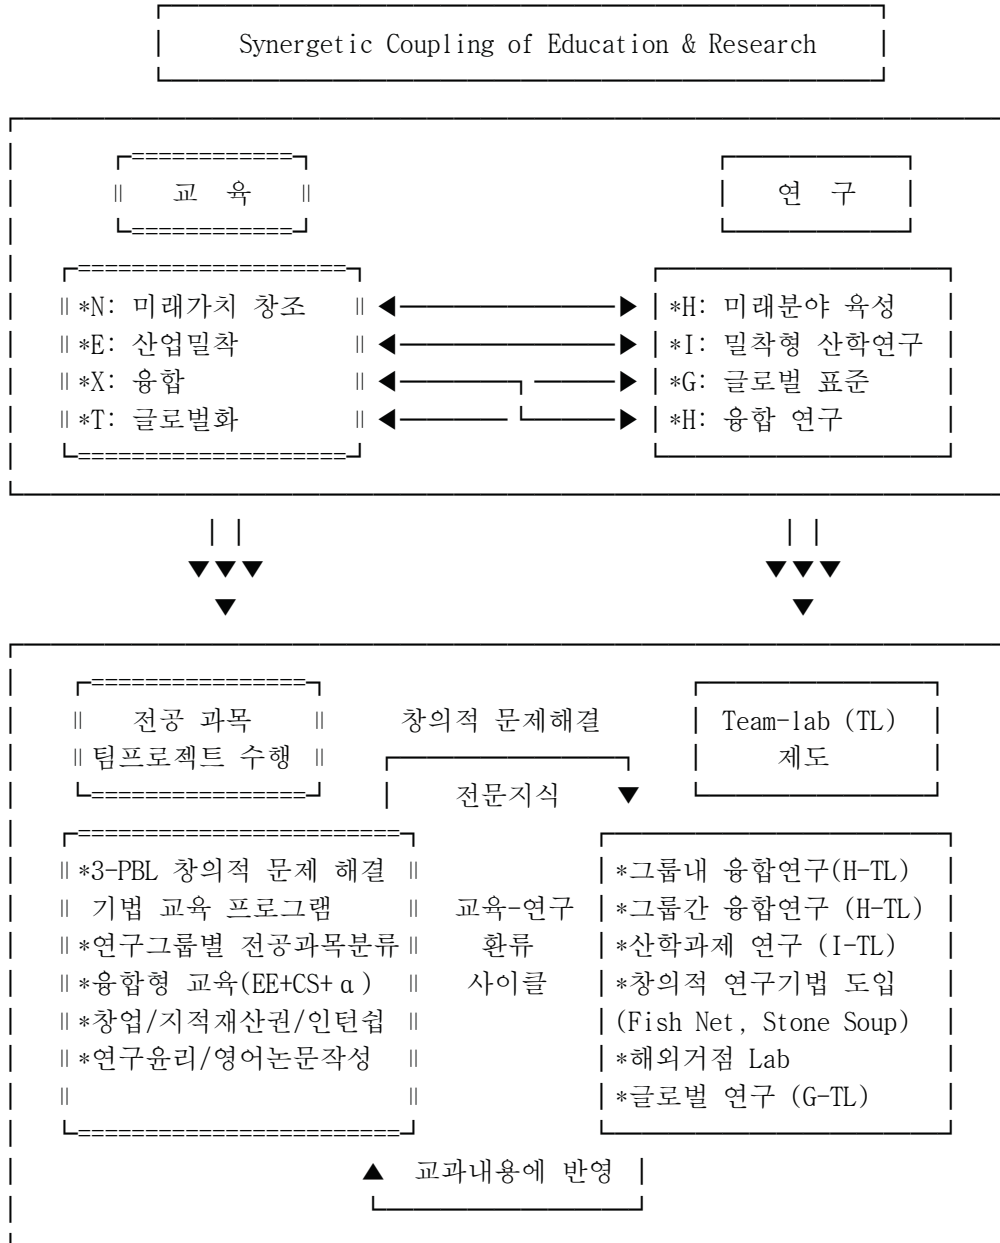 Synergetic Coupling of Education & Research
교 육
연 구
*N: 미래가치 창조
*H: 미래분야 육성
*E: 산업밀착
*I: 밀착형 산학연구
*X: 융합
*G: 글로벌 표준
*T: 글로벌화
*H: 융합 연구
전공 과목
창의적 문제해결
Team-lab (TL)
팀프로젝트 수행
제도
전문지식
*3-PBL 창의적 문제 해결
*그룹내 융합연구(H-TL)
기법 교육 프로그램
교육-연구
*그룹간 융합연구 (H-TL)
*연구그룹별 전공과목분류
환류
*산학과제 연구 (I-TL)
*융합형 교육(EE+CS+α)
사이클
*창의적 연구기법 도입
*창업/지적재산권/인턴쉽
(Fish Net, Stone Soup)
*연구윤리/영어논문작성
*해외거점 Lab
*글로벌 연구 (G-TL)
교과내용에 반영